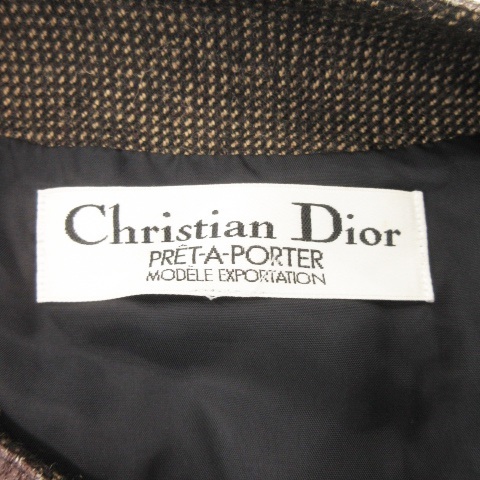 Christian Dior
PRÊT-A-PORTER
MODÈLE EXPORTATION